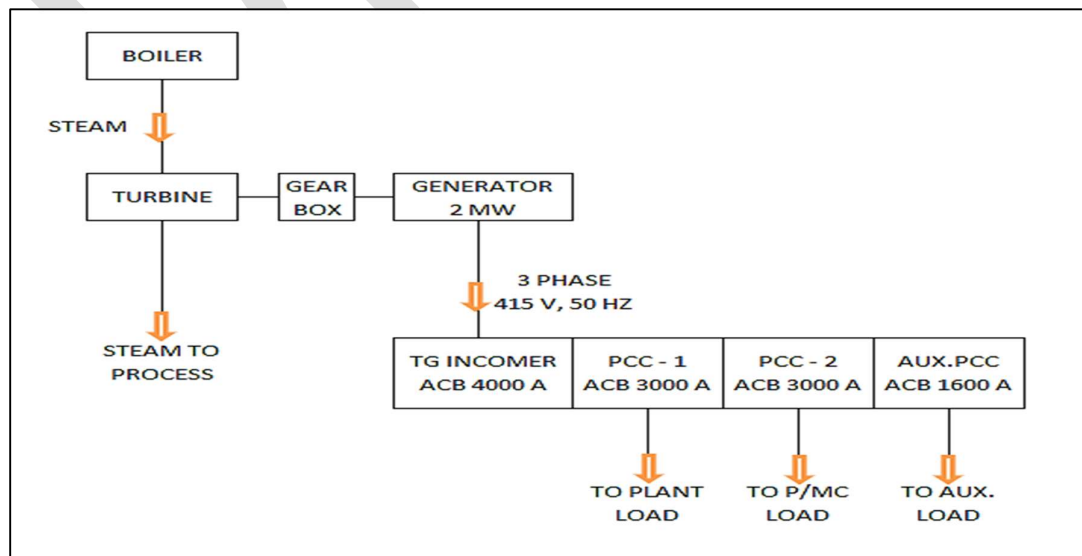 BOILER
STEAM
TURBINE
GEAR
BOX
GENERATOR
2 MW
3 PHASE
415 V, 50 HZ
STEAM TO
PROCESS
TG INCOMER
ACB 4000 A
PCC - 1
ACB 3000 A
PCC - 2
ACB 3000 A
AUX.PCC
ACB 1600 A
TO PLANT
LOAD
TO P/MC
LOAD
TO AUX.
LOAD